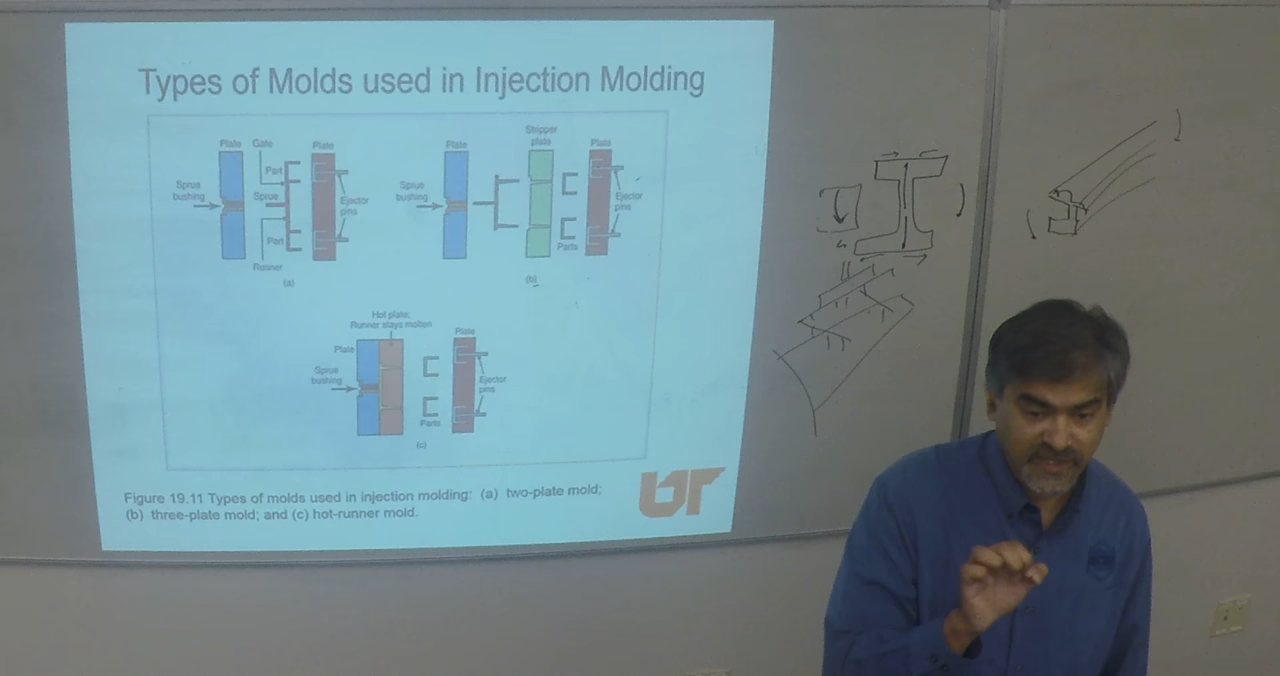 Types of Molds used in Injection Molding
Plate Gate Plate
Part
Sprue
bushing
Sprue
Ejector
pins
Part
Runner
(a)
Plate
Stripper
plate
Plate
Sprue
bushing
Ejector
pins
Parts
(b)
Hot plate;
Runner stays molten
Plate
Plate
Sprue
bushing
Ejector
pins
Parts
(c)
Figure 19.11 Types of molds used in injection molding: (a) two-plate mold;
(b) three-plate mold; and (c) hot-runner mold.
UT